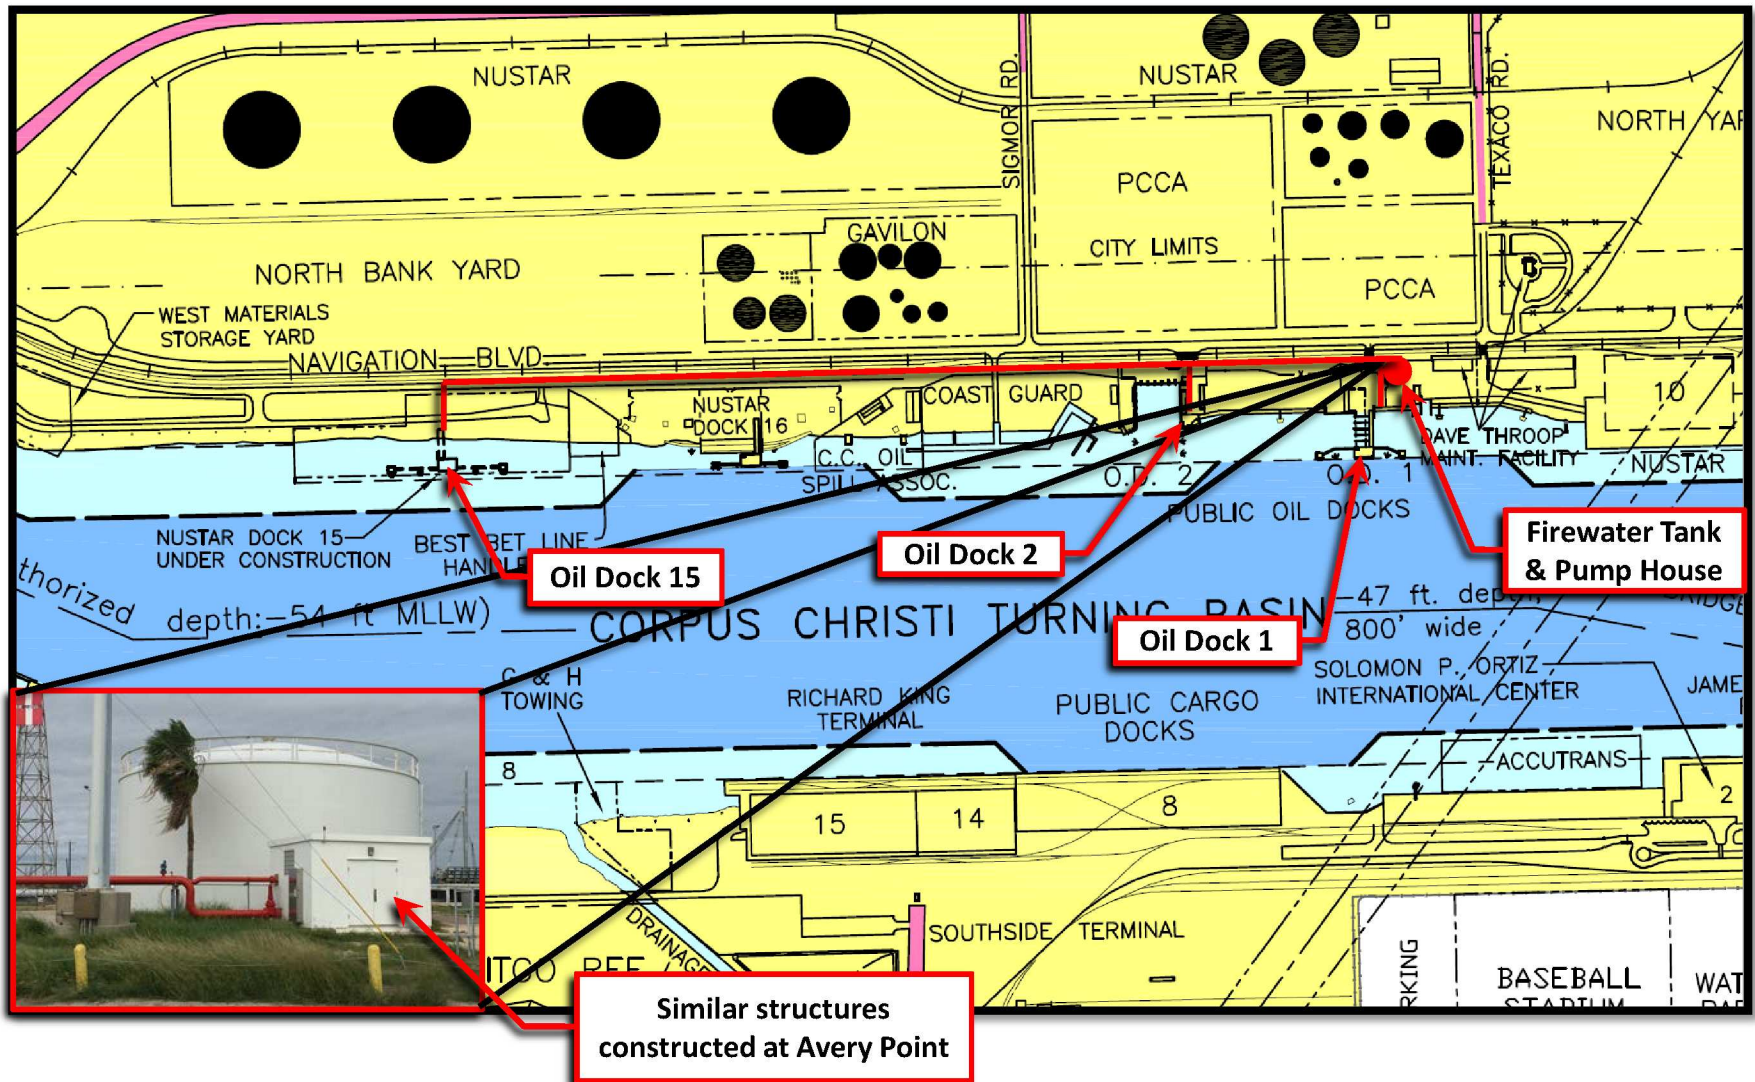 NUSTAR
SIGMOR RD.
NUSTAR
TEXACO RD.
NORTH
PCCA
CITY LIMITS
GAVILON
NORTH BANK YARD
PCCA
WEST MATERIALS
STORAGE YARD
NAVIGATION BLVD
NUSTAR
DOCK 16
COAST GUARD
10
C.C. OIL
SPILL ASSOC.
O.D. 2
O.D. 1
DAVE THROOP
MAINT. FACILITY
NUSTAR
PUBLIC OIL DOCKS
NUSTAR DOCK 15
UNDER CONSTRUCTION
BEST BET LINE
Oil Dock 15
Oil Dock 2
Oil Dock 1
Firewater Tank
& Pump House
depth:-54 ft MLLW)
CORPUS CHRISTI TURNING BASIN
-47 ft. depth,
800' wide
G & H
TOWING
RICHARD KING
TERMINAL
PUBLIC CARGO
DOCKS
SOLOMON P. ORTIZ
INTERNATIONAL CENTER
8
ACCUTRANS
15
14
8
2
DRAINAGE
SOUTHSIDE TERMINAL
BASEBALL
STADIUM
Similar structures
constructed at Avery Point